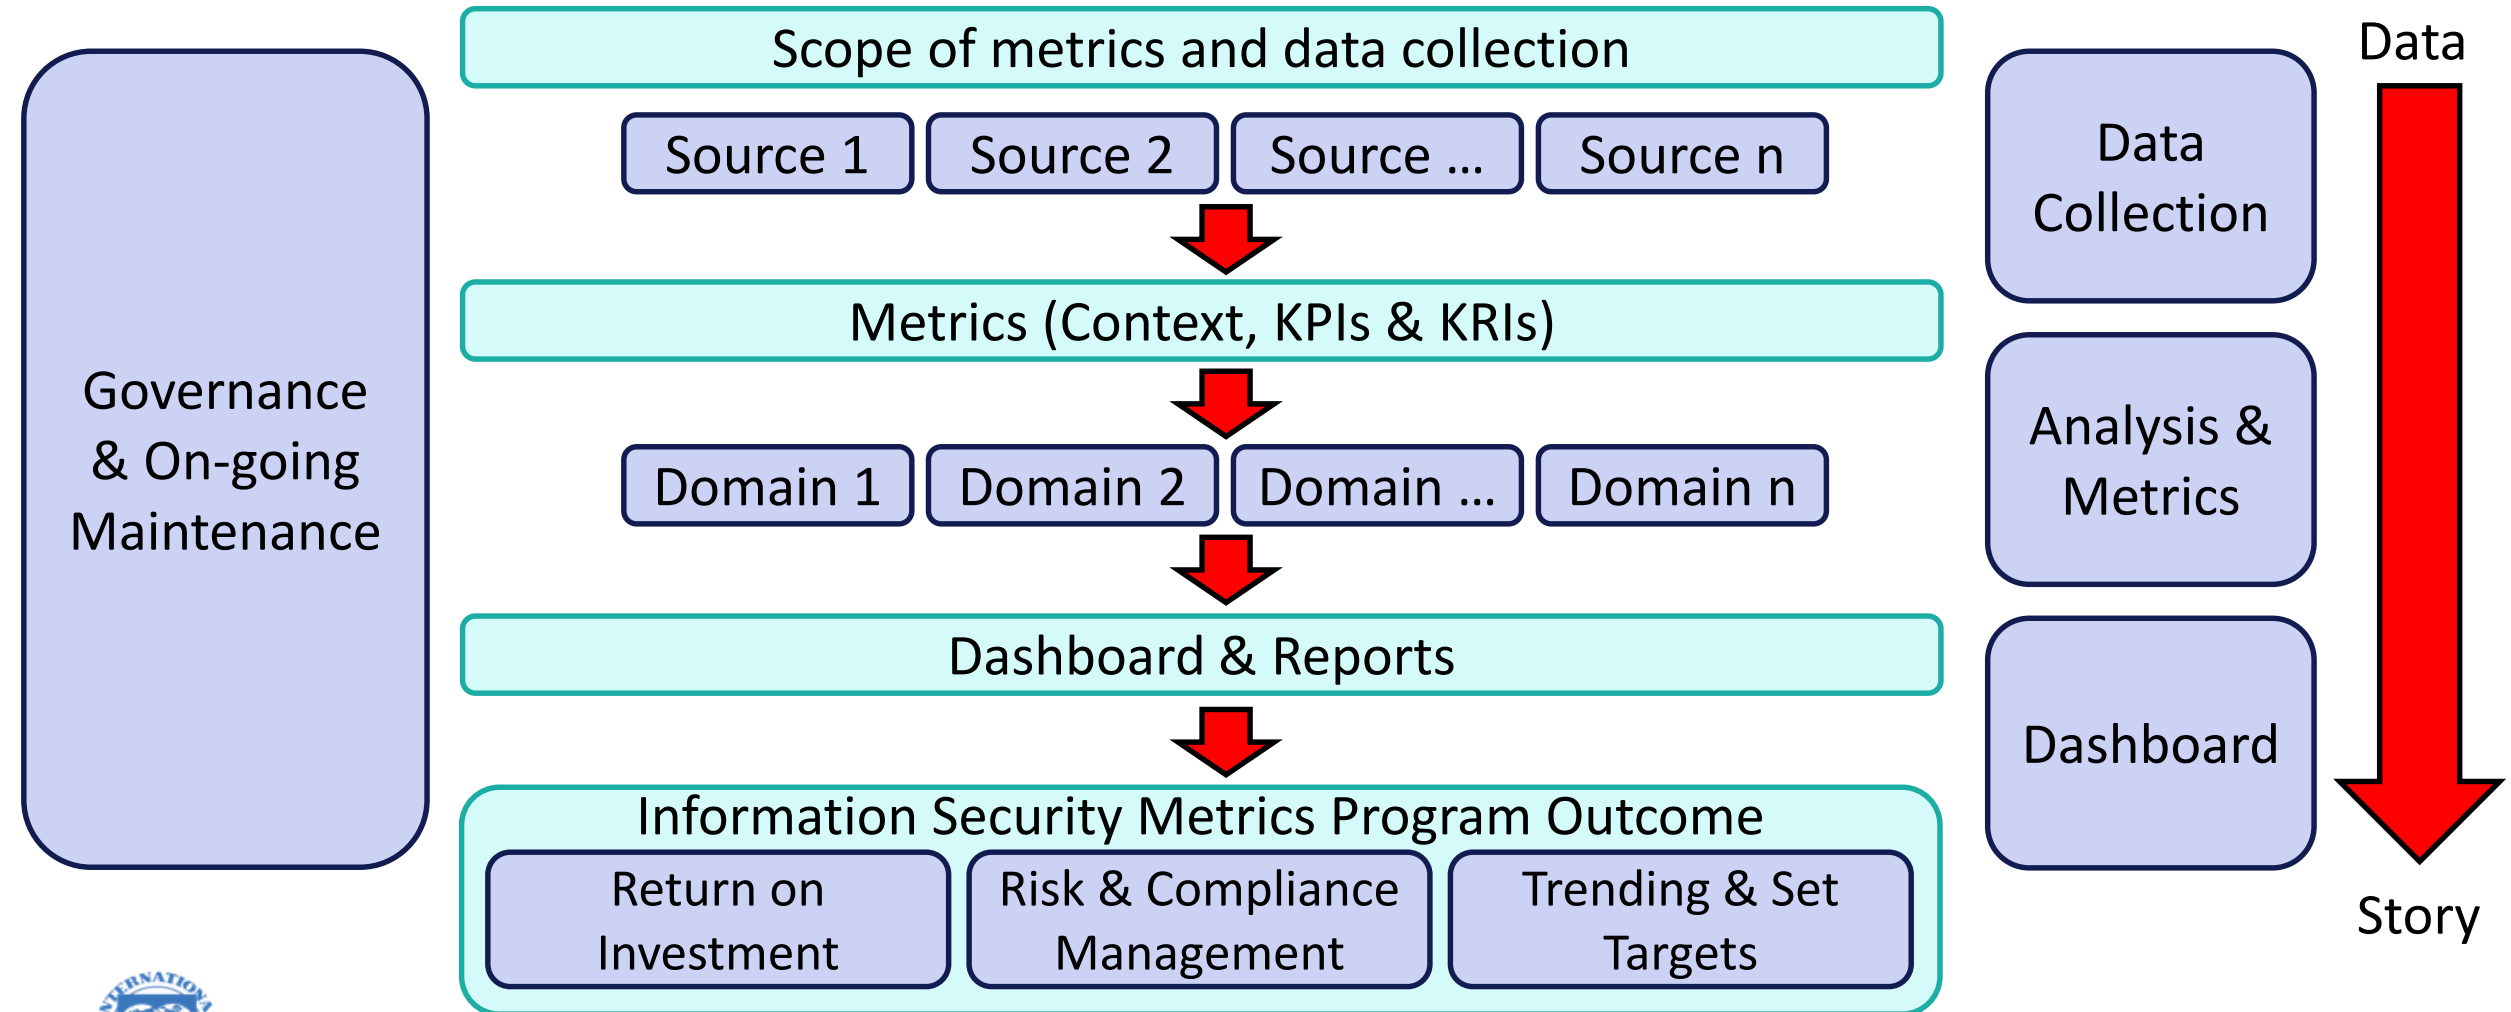 Scope of metrics and data collection
Source 1
Source 2
Source ...
Source n
Metrics (Context, KPIs & KRIs)
Domain 1
Domain 2
Domain ...
Domain n
Dashboard & Reports
Information Security Metrics Program Outcome
Return on
Investment
Risk & Compliance
Management
Trending & Set
Targets
Governance
& On-going
Maintenance
Data
Collection
Analysis &
Metrics
Dashboard
Data
Story